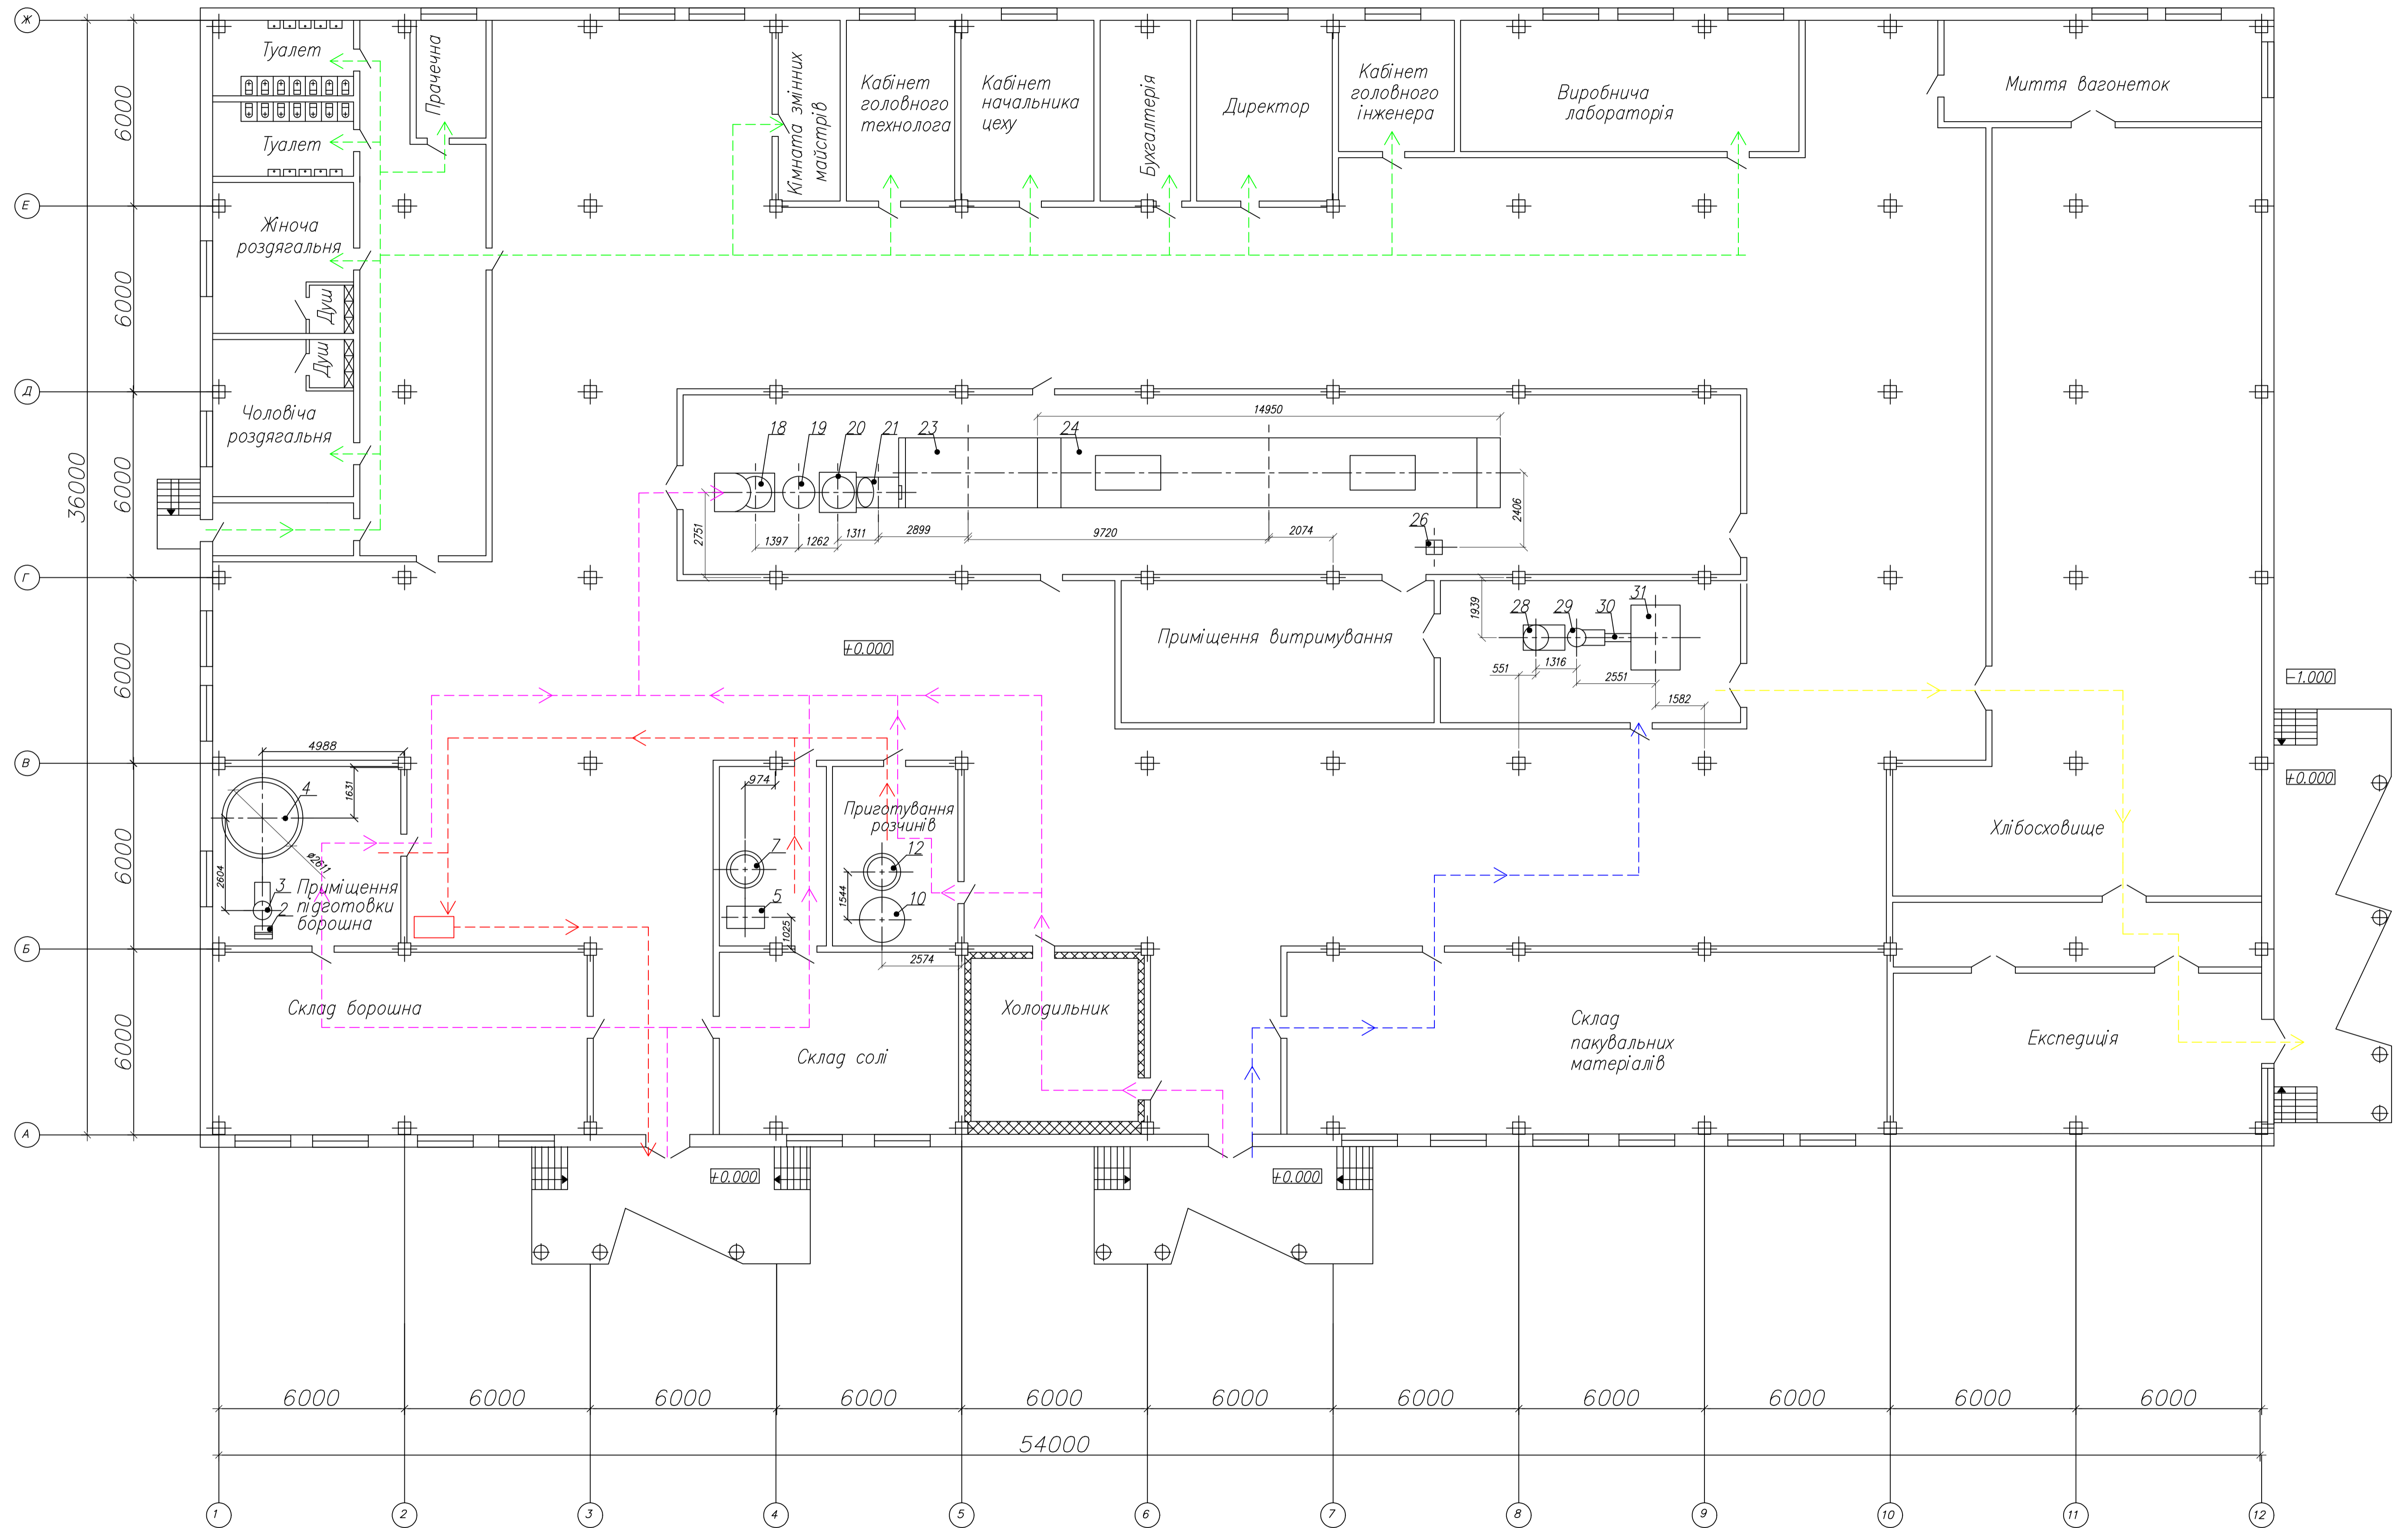 Ж
Туалет
Прачечна
Кімната змінних
майстрів
Кабінет
головного
технолога
Кабінет
начальника
цеху
Бухгалтерія
Директор
Кабінет
головного
інженера
Виробнича
лабораторія
Миття вагонеток
6000
Туалет
Е
Жіноча
роздягальня
6000
Душ
Душ
Д
Чоловіча
роздягальня
14950
18
19
20
21
23
24
36000
6000
2751
1397
1262
1311
2899
9720
2074
26
2406
Г
1939
28
29
30
31
Приміщення витримування
±0.000
551
1316
2551
1582
6000
-1.000
4988
В
±0.000
1631
4
974
Приготування
розчинів
Хлібосховище
ø2611
7
12
6000
2604
3
2
Приміщення
підготовки
борошна
5
1025
1544
10
Б
2574
Склад борошна
Холодильник
Склад
пакувальних
матеріалів
Експедиція
6000
Склад солі
А
±0.000
±0.000
6000
6000
6000
6000
6000
6000
6000
6000
6000
6000
6000
54000
1
2
3
4
5
6
7
8
9
10
11
12